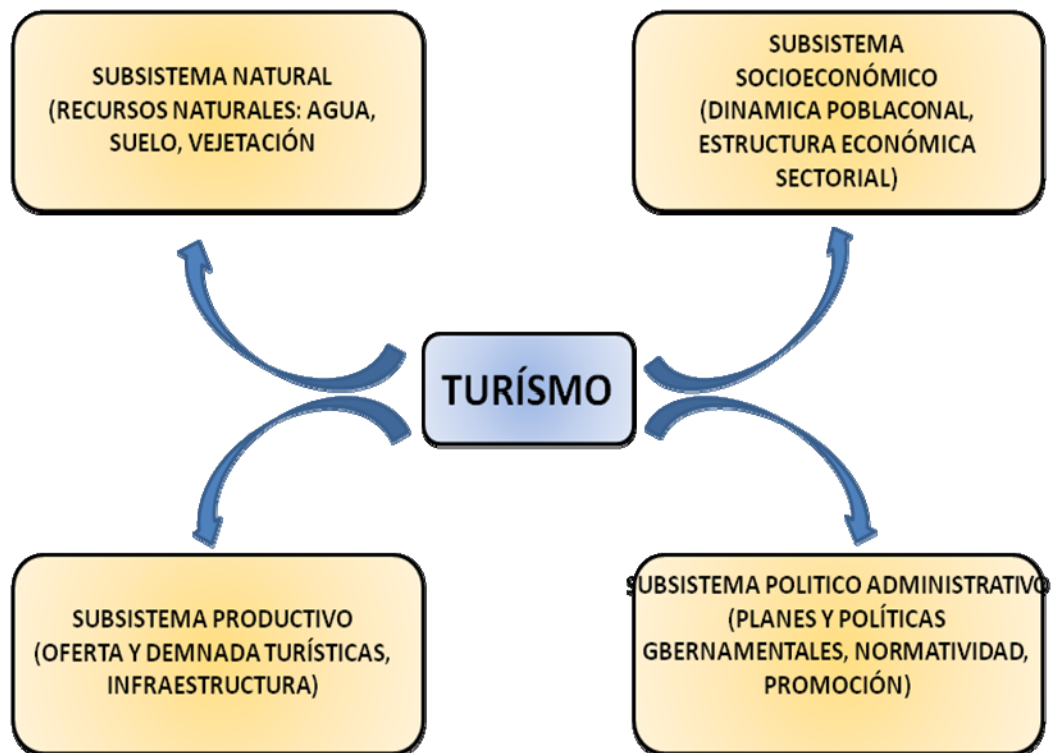 SUBSISTEMA NATURAL
(RECURSOS NATURALES: AGUA,
SUELO, VEJETACIÓN
SUBSISTEMA
SOCIOECONÓMICO
(DINAMICA POBLACONAL,
ESTRUCTURA ECONÓMICA
SECTORIAL)
TURÍSMO
SUBSISTEMA PRODUCTIVO
(OFERTA Y DEMNADA TURÍSTICAS,
INFRAESTRUCTURA)
SUBSISTEMA POLITICO ADMINISTRATIVO
(PLANES Y POLÍTICAS
GBERNAMENTALES, NORMATIVIDAD,
PROMOCIÓN)